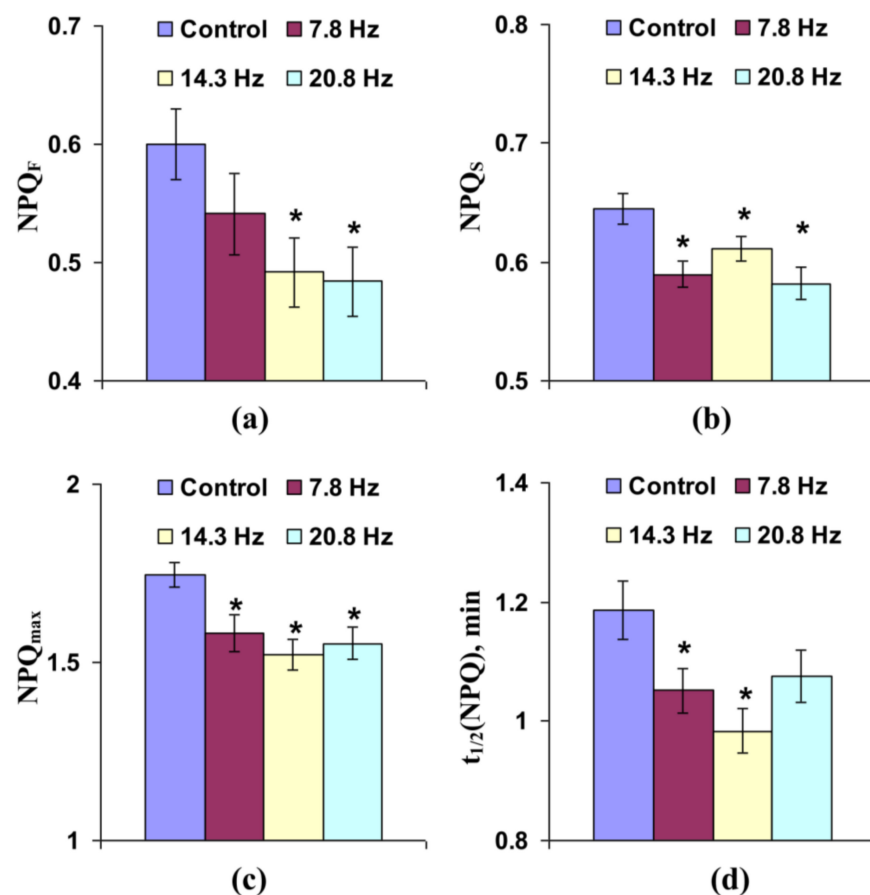 0.7
Control 7.8 Hz
14.3 Hz 20.8 Hz
0.6
*
*
0.5
0.4
NPQF
(a)
0.8
Control 7.8 Hz
14.3 Hz 20.8 Hz
0.7
*
*
*
0.6
0.5
NPQS
(b)
2
Control 7.8 Hz
14.3 Hz 20.8 Hz
*
*
*
1.5
1
NPQmax
(c)
1.4
Control 7.8 Hz
14.3 Hz 20.8 Hz
1.2
*
*
1
0.8
t1/2(NPQ), min
(d)